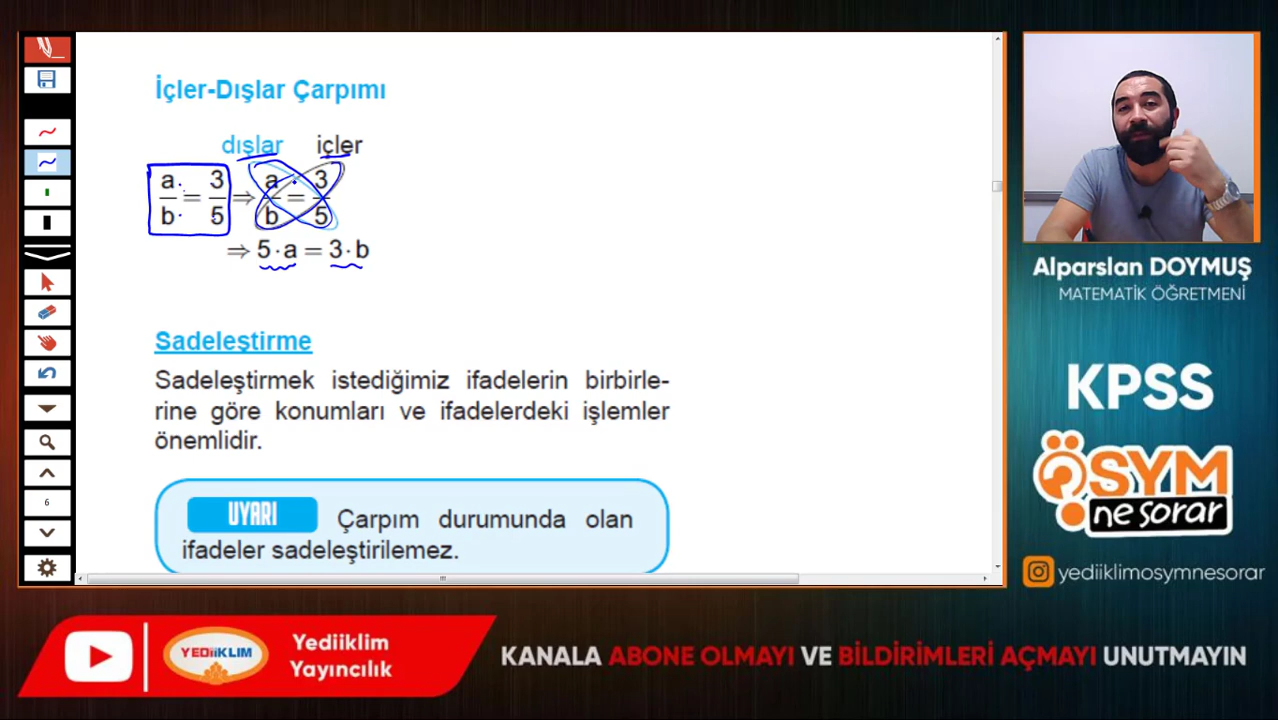 İçler-Dışlar Çarpımı
dışlar içler
a/b = 3/5 ⇒ a/b = 3/5
⇒ 5·a = 3·b
Sadeleştirme
Sadeleştirmek istediğimiz ifadelerin birbirle-
rine göre konumları ve ifadelerdeki işlemler
önemlidir.
UYARI Çarpım durumunda olan
ifadeler sadeleştirilemez.
6
Alparslan DOYMUŞ
MATEMATİK ÖĞRETMENİ
KPSS
ÖSYM
ne sorar
yediiklimosymnesorar
YEDiiKLIM
Yediiklim
Yayıncılık
KANALA ABONE OLMAYI VE BİLDİRİMLERİ AÇMAYI UNUTMAYIN